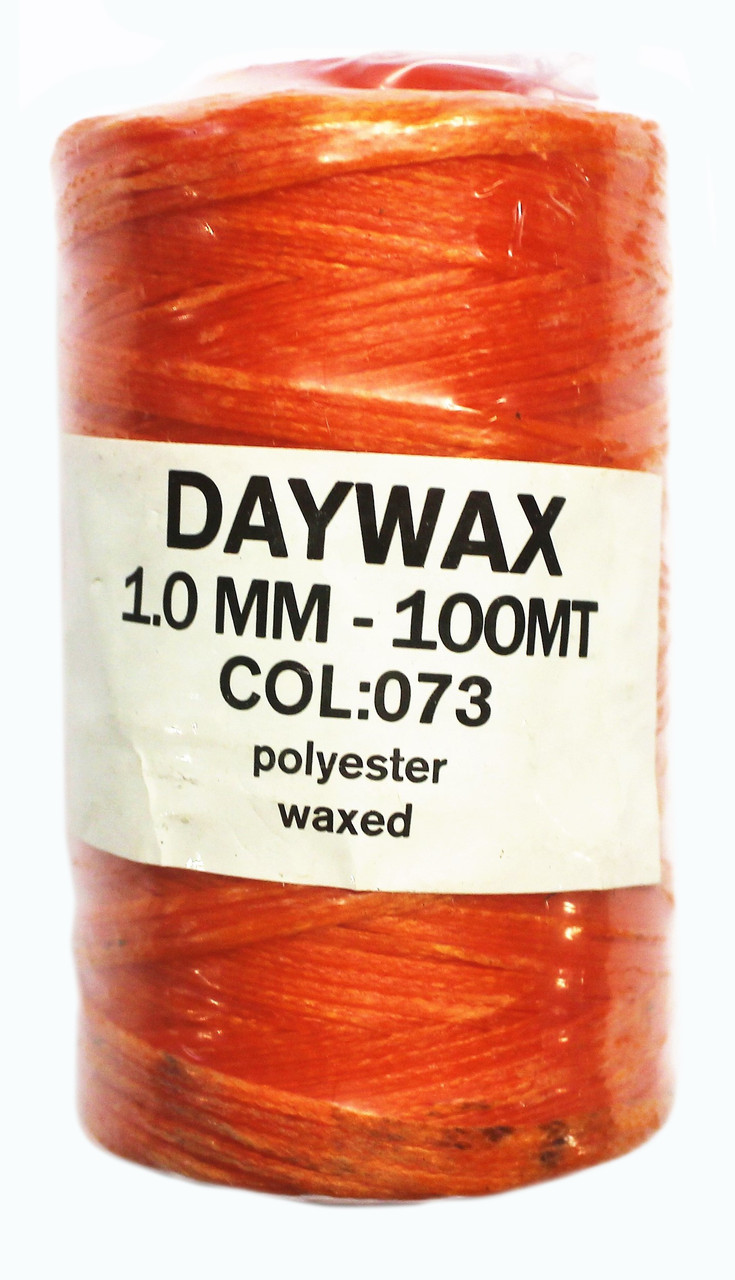 DAYWAX
1.0 MM - 100MT
COL:073
polyester
waxed